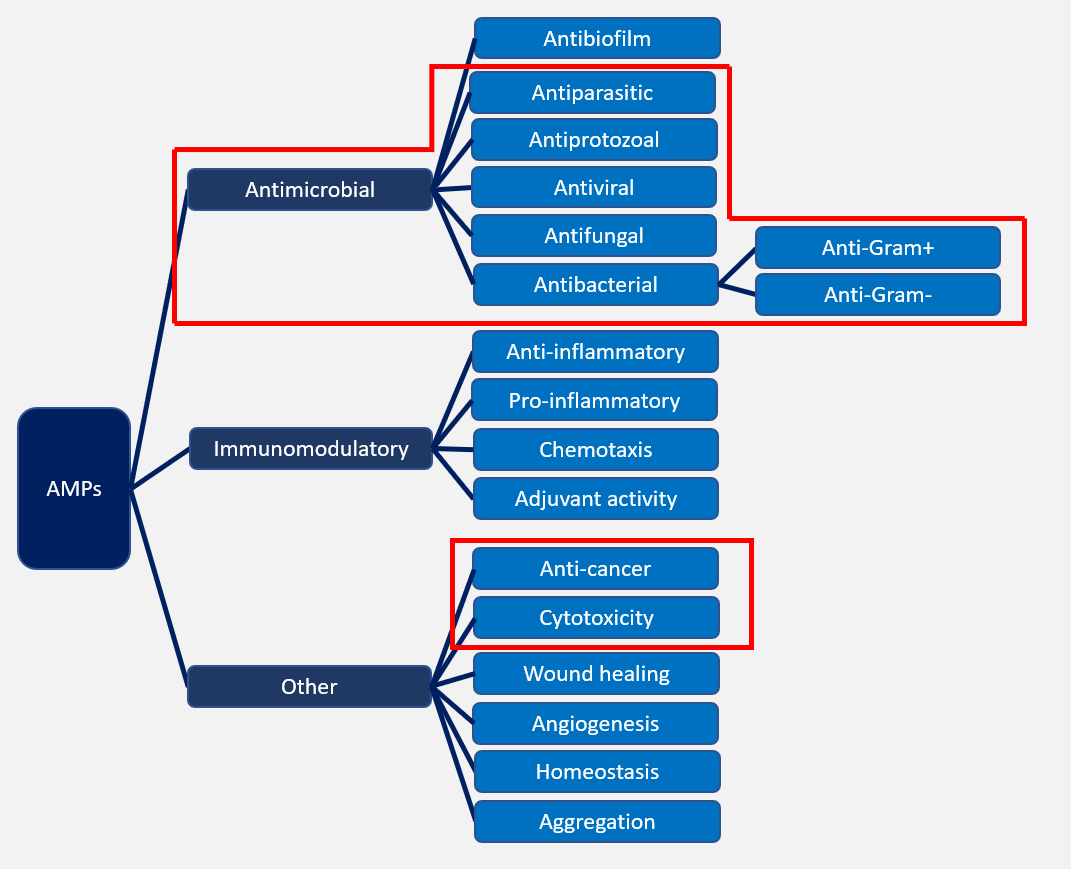 Antibiofilm
Antiparasitic
Antiprotozoal
Antimicrobial
Antiviral
Antifungal
Anti-Gram+
Antibacterial
Anti-Gram-
Anti-inflammatory
Pro-inflammatory
Immunomodulatory
Chemotaxis
AMPs
Adjuvant activity
Anti-cancer
Cytotoxicity
Wound healing
Other
Angiogenesis
Homeostasis
Aggregation